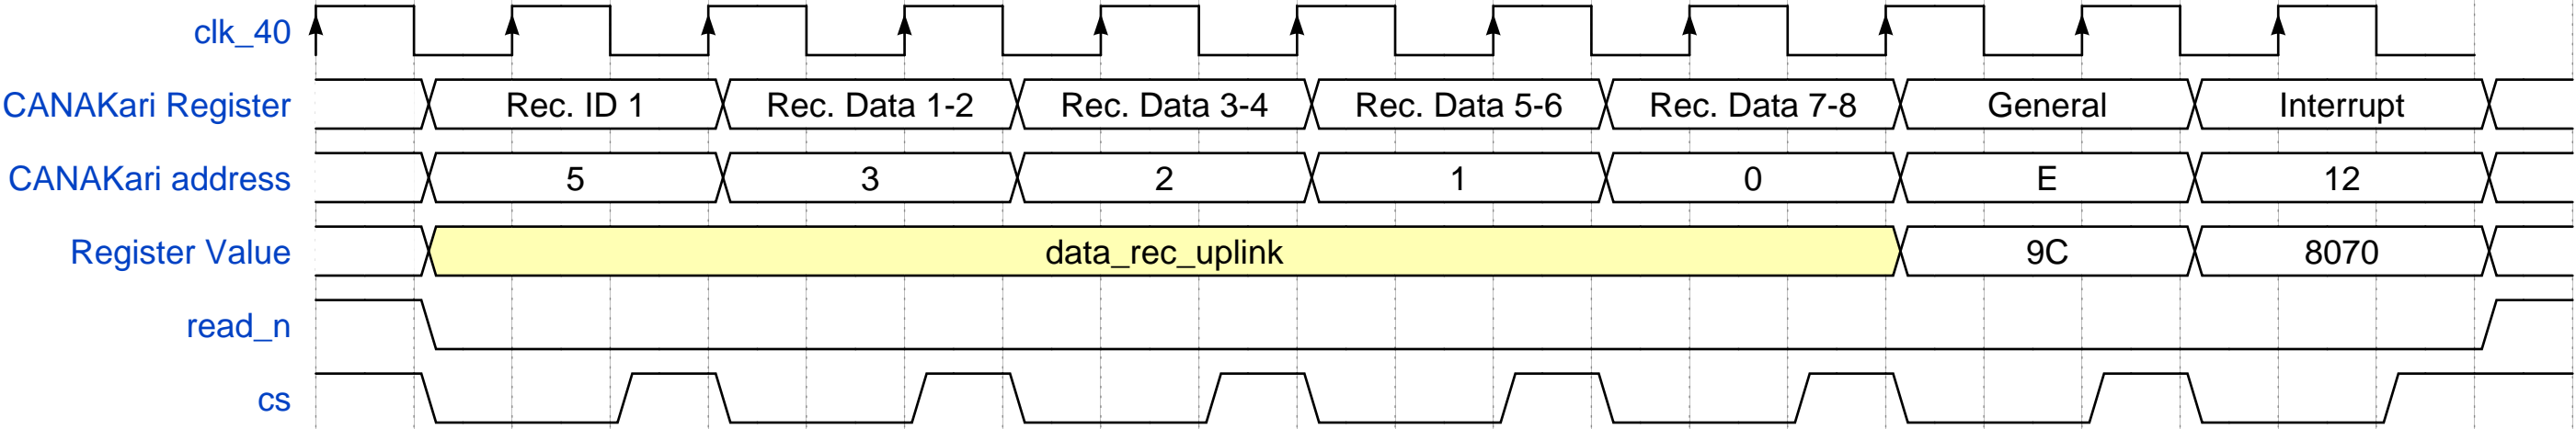 clk_40
CANAKari Register Rec. ID 1 Rec. Data 1-2 Rec. Data 3-4 Rec. Data 5-6 Rec. Data 7-8 General Interrupt
CANAKari address 5 3 2 1 0 E 12
Register Value data_rec_uplink 9C 8070
read_n
cs